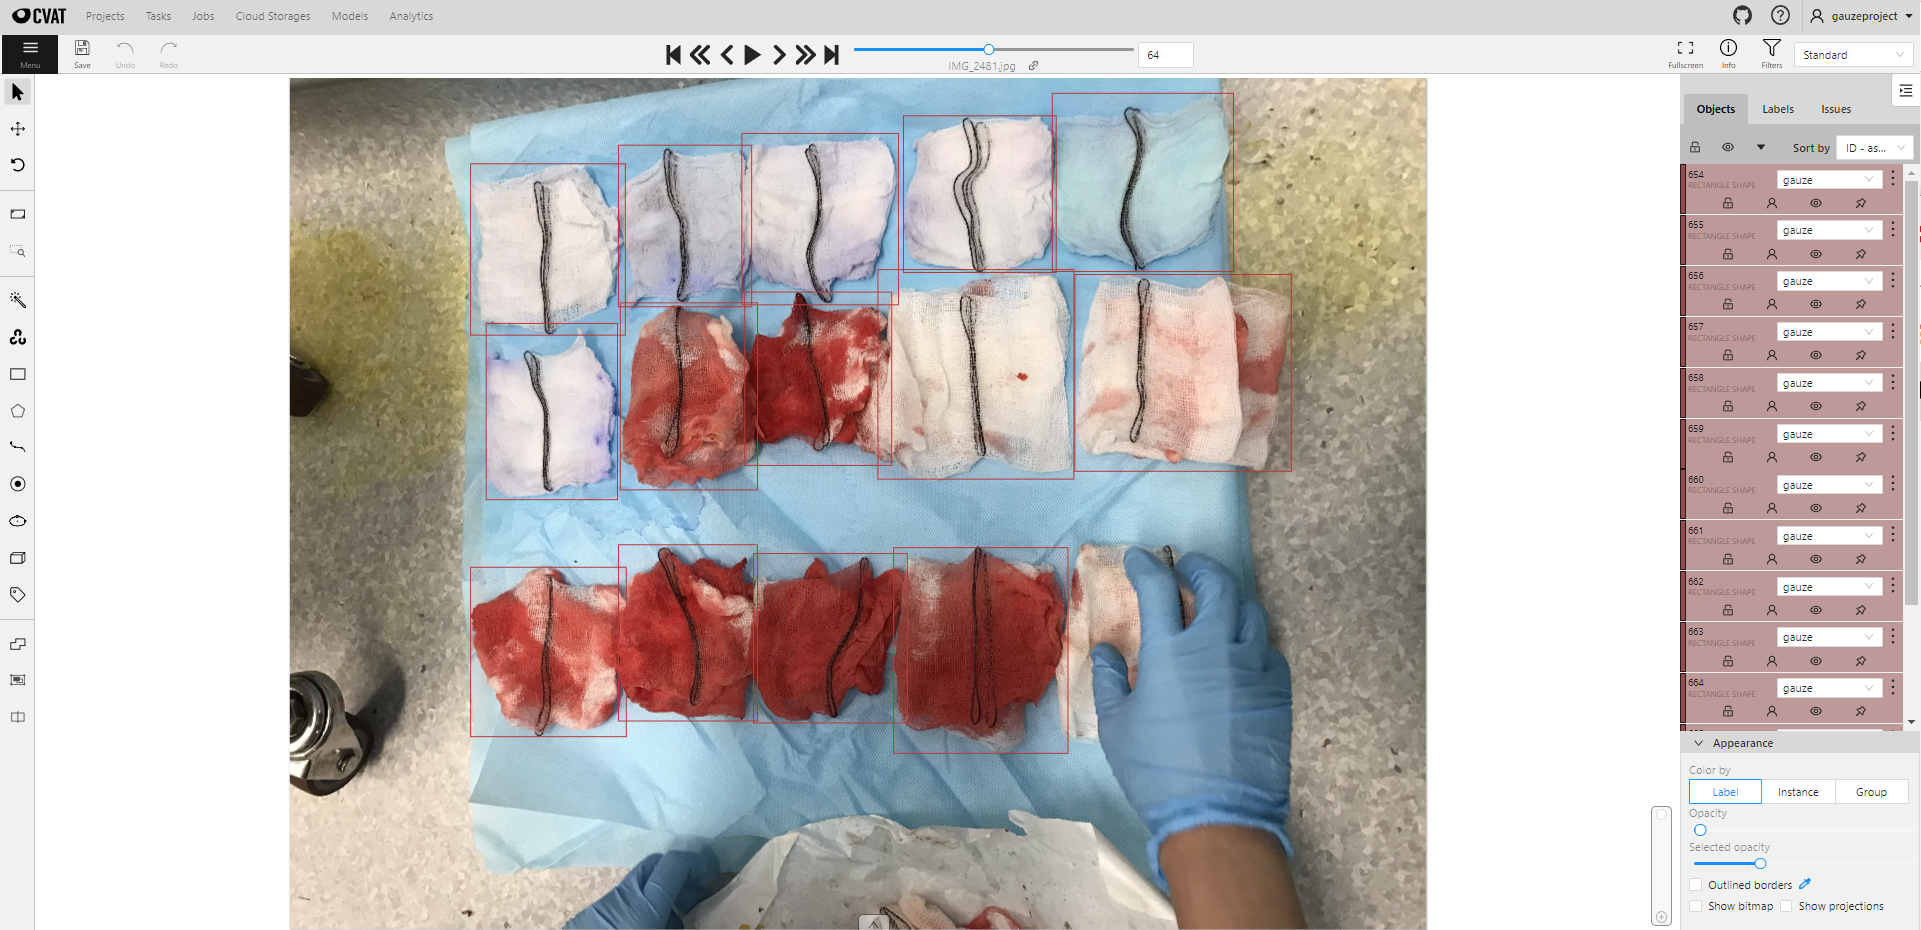 CVAT Projects Tasks Jobs Cloud Storages Models Analytics gauzeproject
Menu Save Undo Redo 64 Fullscreen Info Filters Standard
IMG_2481.jpg
Objects Labels Issues
Sort by ID - as...
654 gauze
RECTANGLE SHAPE
655 gauze
RECTANGLE SHAPE
656 gauze
RECTANGLE SHAPE
657 gauze
RECTANGLE SHAPE
658 gauze
RECTANGLE SHAPE
659 gauze
RECTANGLE SHAPE
660 gauze
RECTANGLE SHAPE
661 gauze
RECTANGLE SHAPE
662 gauze
RECTANGLE SHAPE
663 gauze
RECTANGLE SHAPE
664 gauze
RECTANGLE SHAPE
Appearance
Color by
Label Instance Group
Opacity
Selected opacity
Outlined borders
Show bitmap Show projections